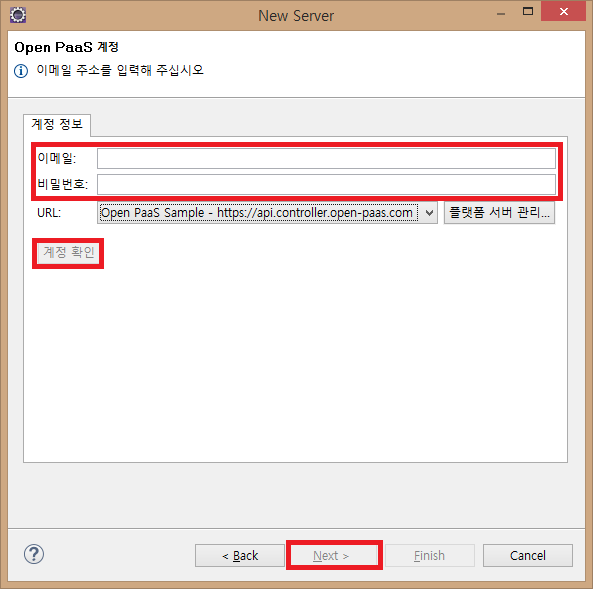 New Server
Open PaaS 계정
이메일 주소를 입력해 주십시오
계정 정보
이메일:
비밀번호:
URL: Open PaaS Sample - https://api.controller.open-paas.com 플랫폼 서버 관리...
계정 확인
< Back Next > Finish Cancel